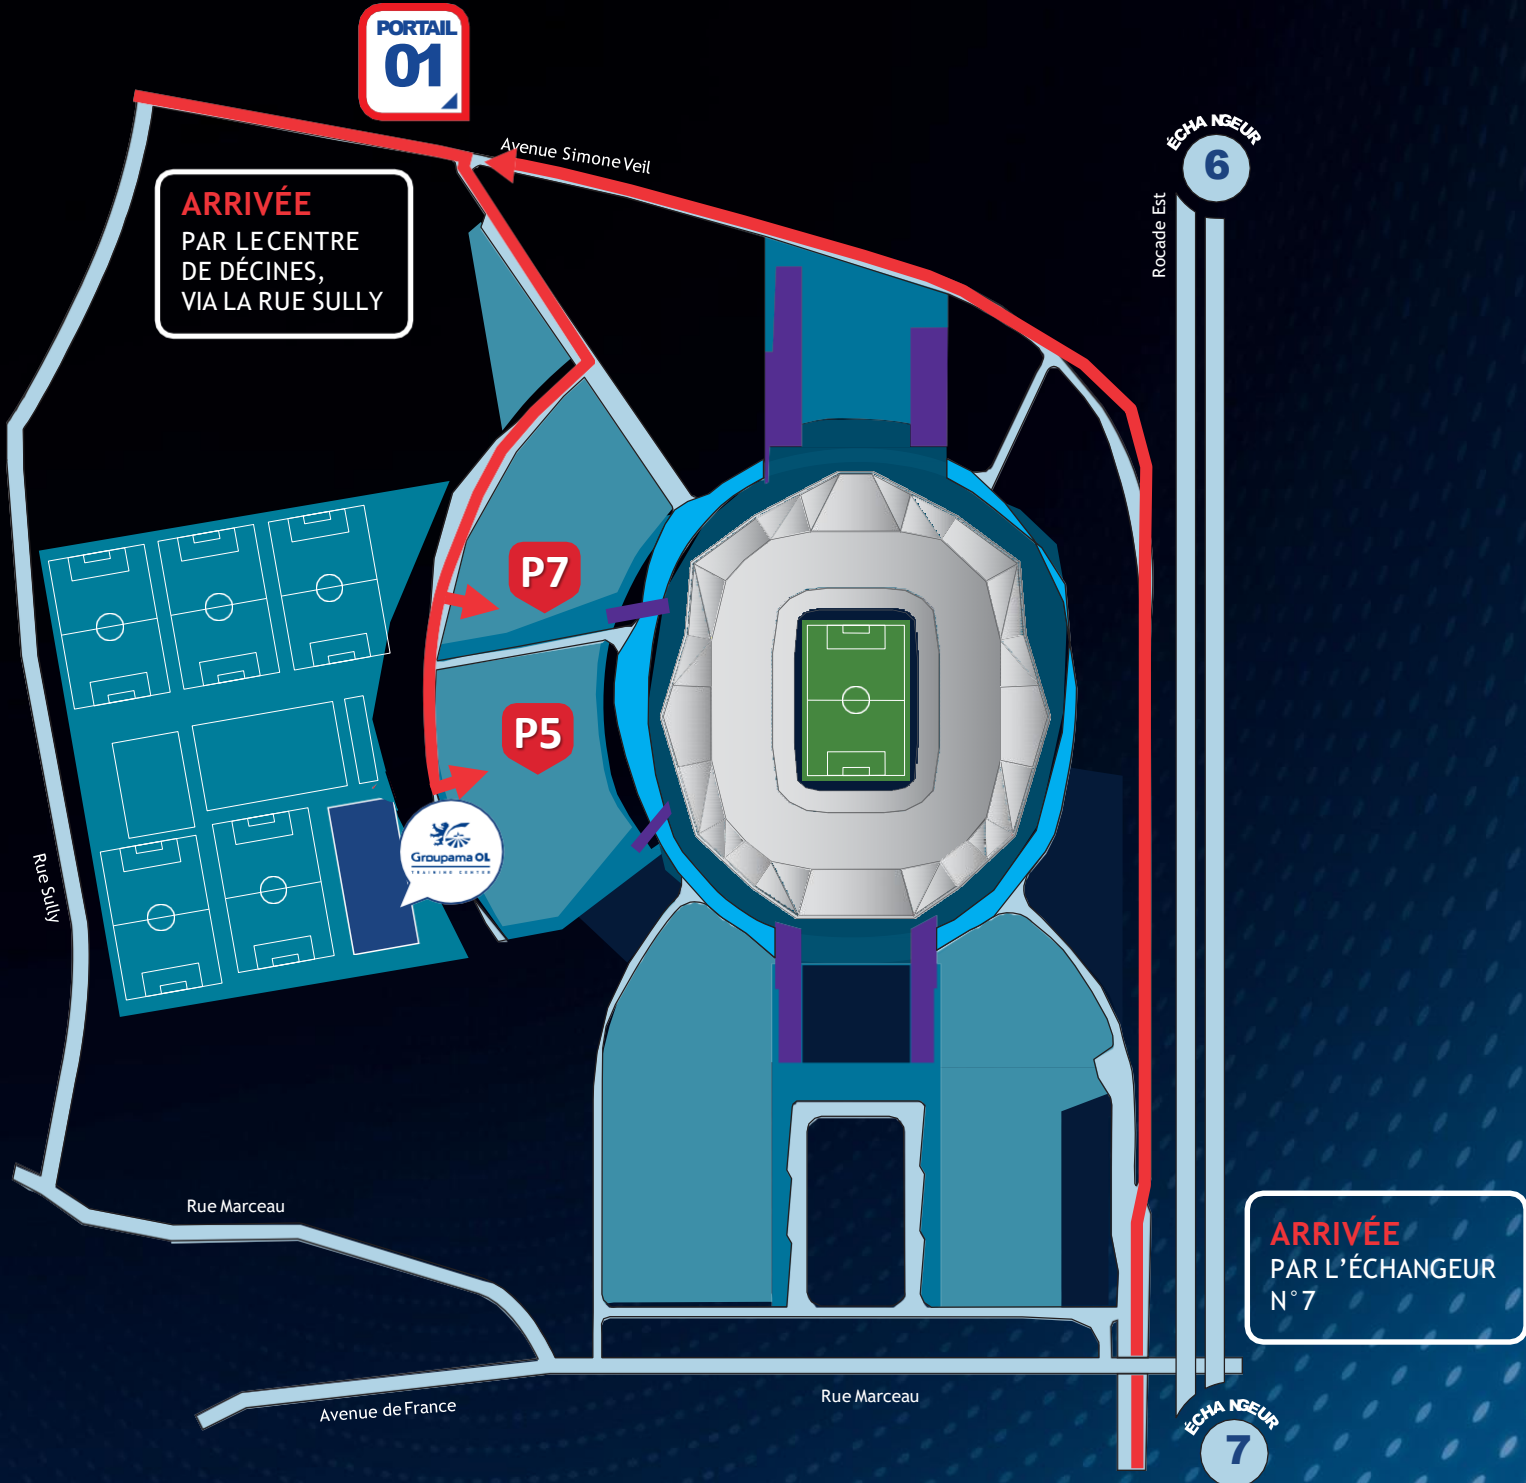 PORTAIL
01
Avenue Simone Veil
ÉCHANGEUR
6
Rocade Est
ARRIVÉE
PAR LE CENTRE
DE DÉCINES,
VIA LA RUE SULLY
P7
P5
Groupama OL
TRAINING CENTER
Rue Sully
Rue Marceau
ARRIVÉE
PAR L'ÉCHANGEUR
N°7
Rue Marceau
Avenue de France
ÉCHANGEUR
7